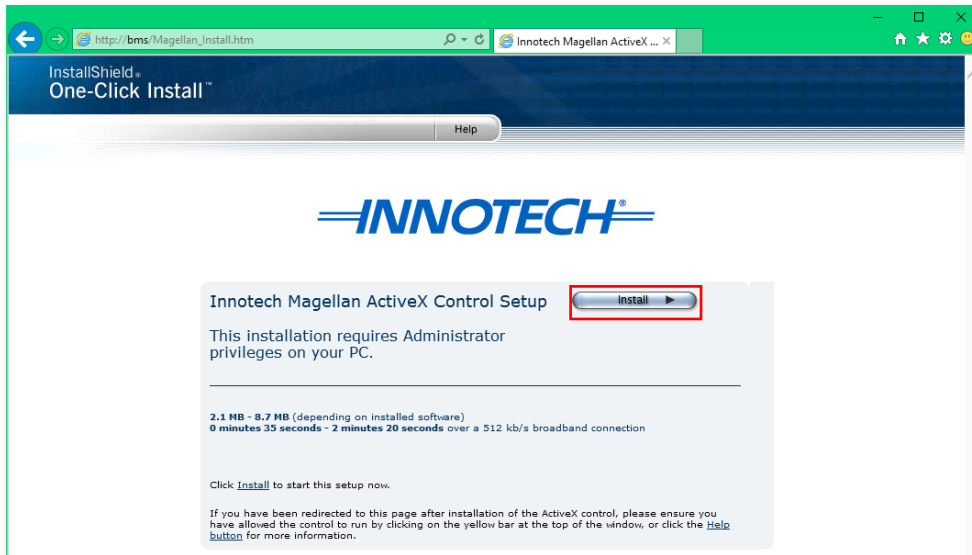 http://bms/Magellan_Install.htm
Innotech Magellan ActiveX ...
InstallShield®
One-Click Install™
Help
INNOTECH®
Innotech Magellan ActiveX Control Setup
Install
This installation requires Administrator
privileges on your PC.
2.1 MB - 8.7 MB (depending on installed software)
0 minutes 35 seconds - 2 minutes 20 seconds over a 512 kb/s broadband connection
Click Install to start this setup now.
If you have been redirected to this page after installation of the ActiveX control, please ensure you
have allowed the control to run by clicking on the yellow bar at the top of the window, or click the Help
button for more information.